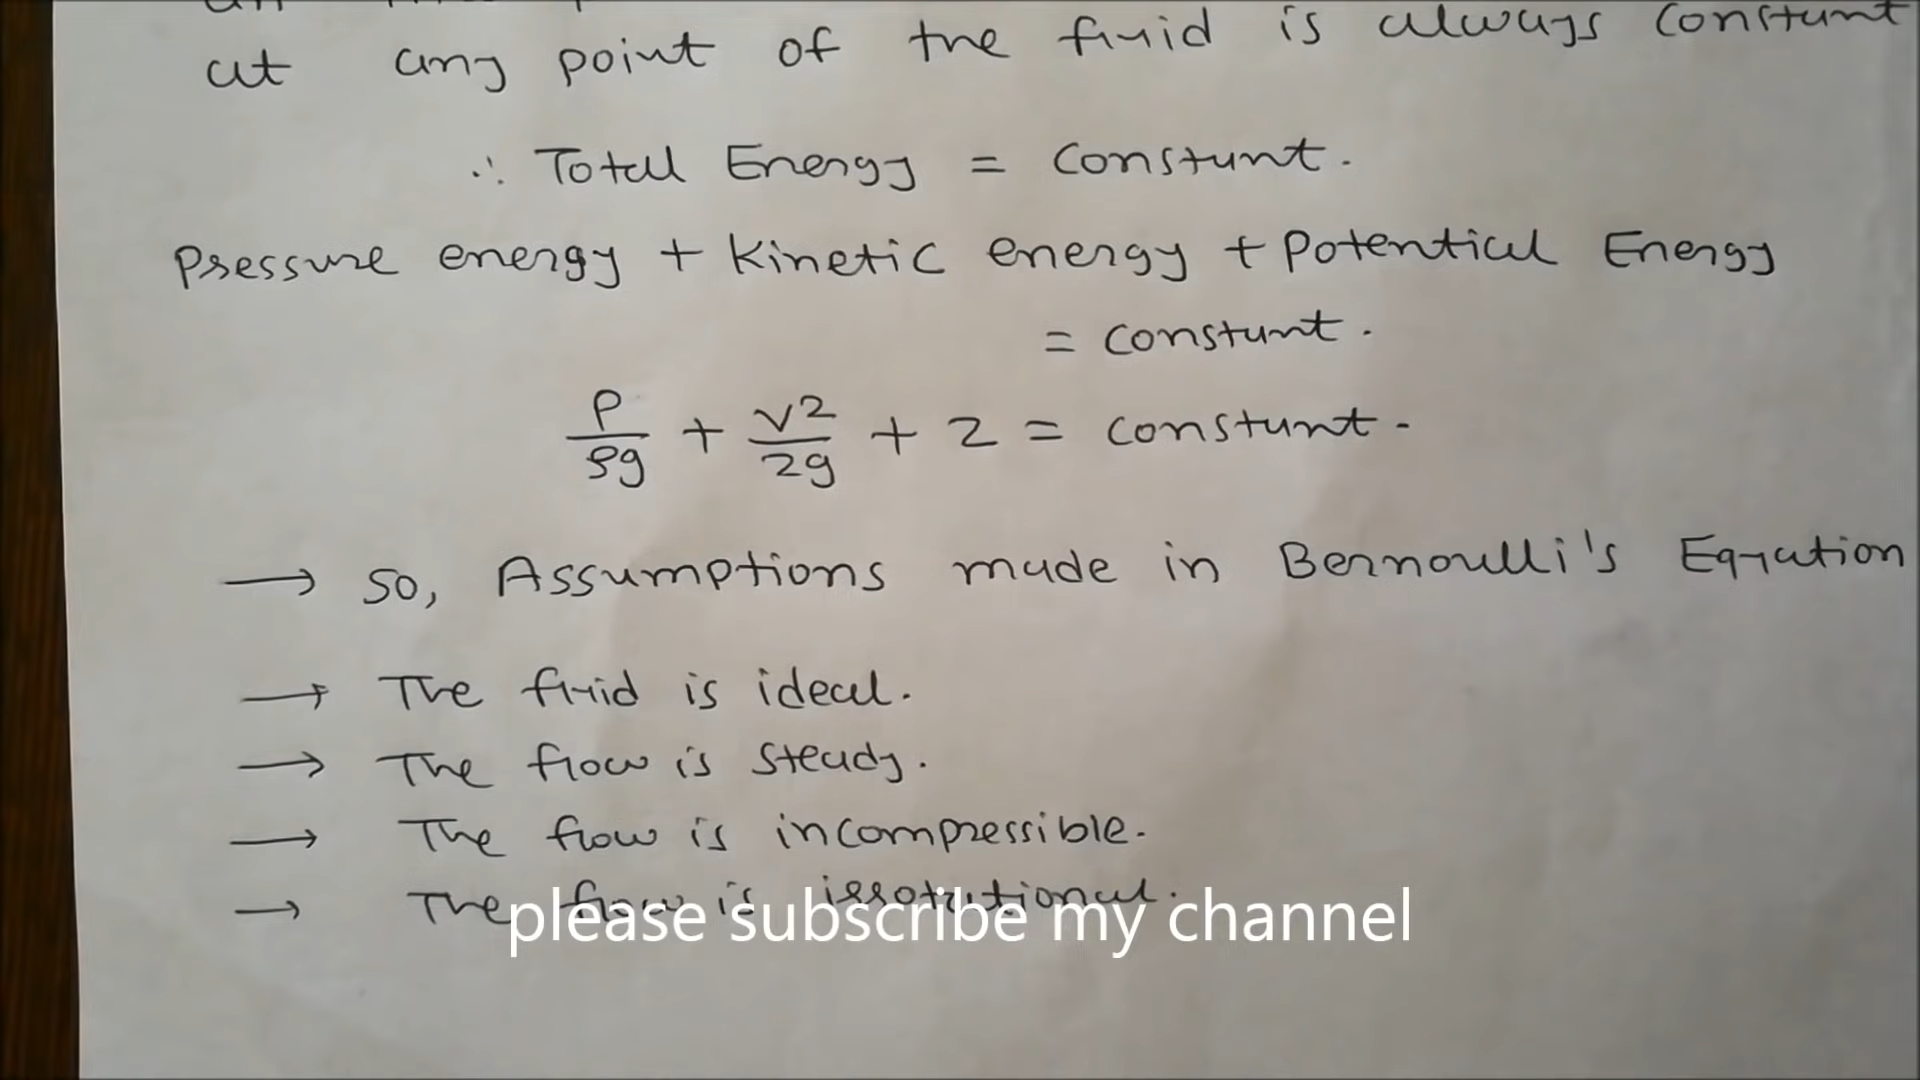 at any point of the fluid is always constant
∴ Total Energy = constant.
Pressure energy + kinetic energy + Potential Energy
= constant.
P/ρg + V²/2g + Z = constant.
→ so, Assumptions made in Bernoulli's Equation
→ The fluid is ideal.
→ The flow is steady.
→ The flow is incompressible.
→ The flow is irrotational.
please subscribe my channel